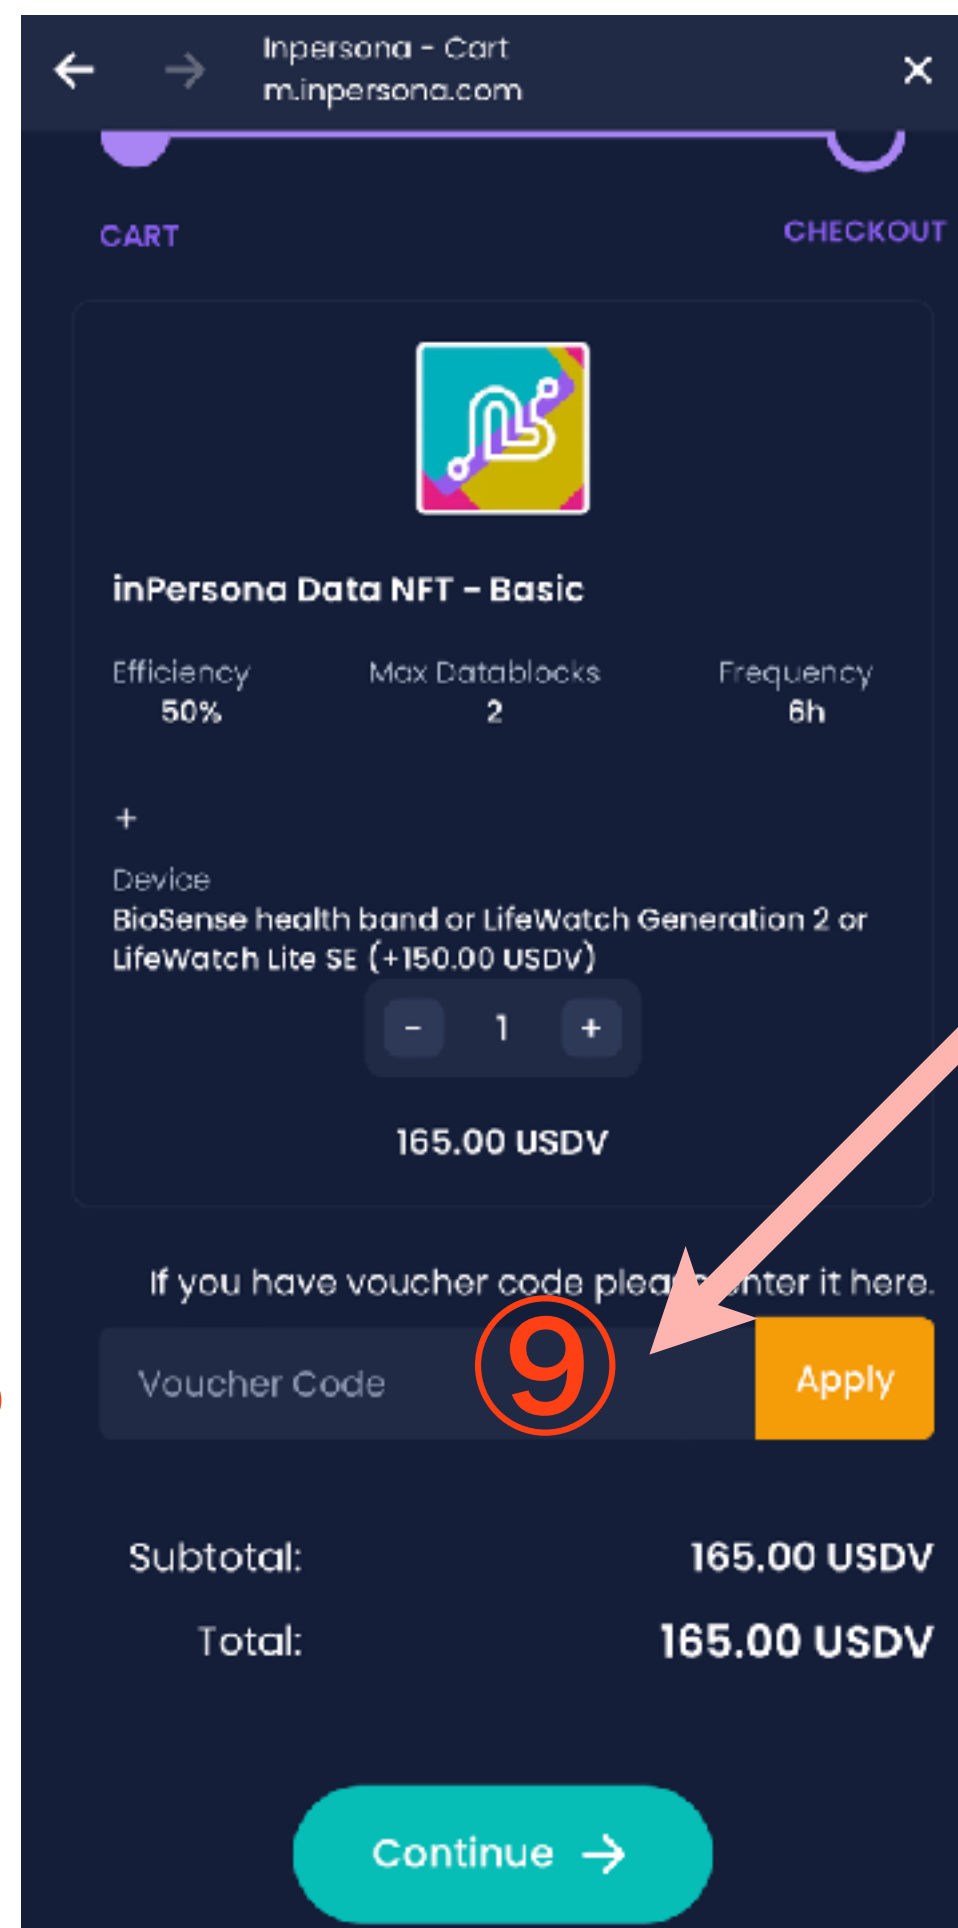 Inpersona - Cart
m.inpersona.com
CART
CHECKOUT
inPersona Data NFT - Basic
Efficiency Max Datablocks Frequency
50% 2 6h
+
Device
BioSense health band or LifeWatch Generation 2 or
LifeWatch Lite SE (+150.00 USDV)
- 1 +
165.00 USDV
If you have voucher code please enter it here.
Voucher Code ⑨ Apply
Subtotal: 165.00 USDV
Total: 165.00 USDV
Continue →